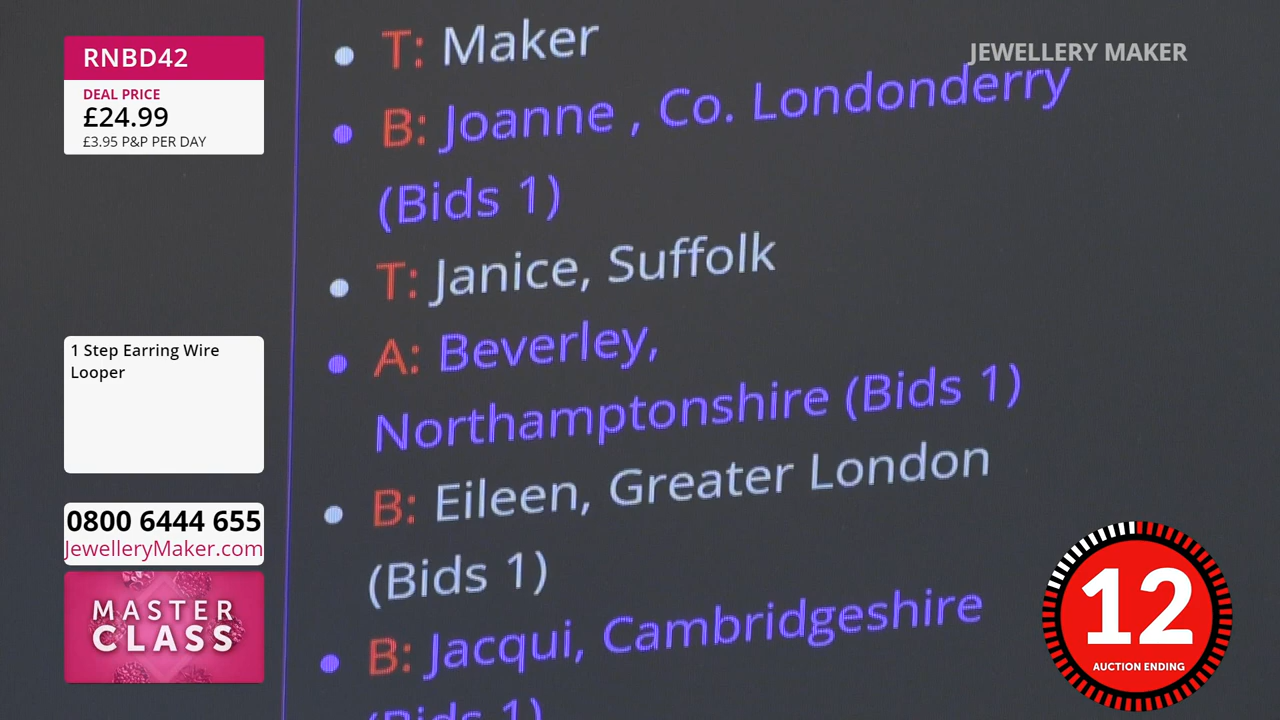 RNBD42
DEAL PRICE
£24.99
£3.95 P&P PER DAY
1 Step Earring Wire
Looper
0800 6444 655
JewelleryMaker.com
MASTER
CLASS
JEWELLERY MAKER
T: Maker
B: Joanne , Co. Londonderry
(Bids 1)
T: Janice, Suffolk
A: Beverley,
Northamptonshire (Bids 1)
B: Eileen, Greater London
(Bids 1)
B: Jacqui, Cambridgeshire
(Bids 1)
12
AUCTION ENDING